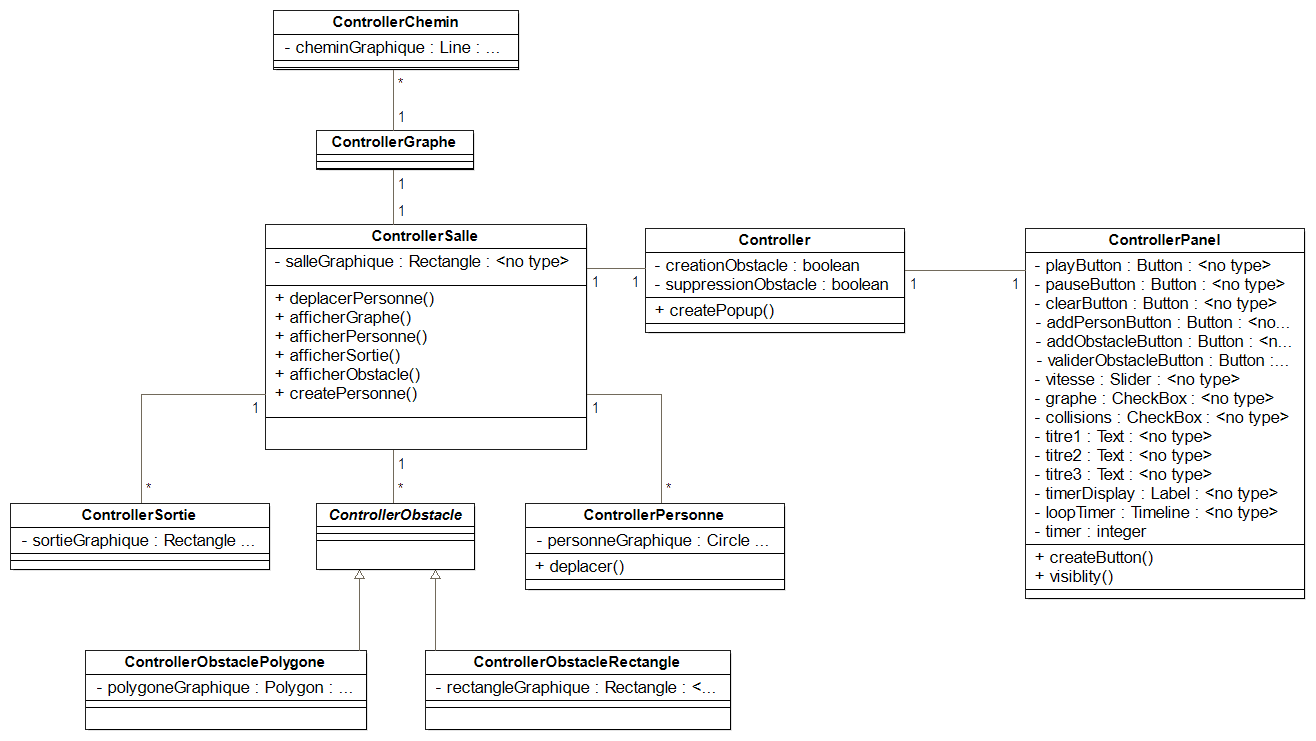 ControllerChemin
- cheminGraphique : Line : ...
*
1
ControllerGraphe
1
1
ControllerSalle
- salleGraphique : Rectangle : <no type>
+ deplacerPersonne()
+ afficherGraphe()
+ afficherPersonne()
+ afficherSortie()
+ afficherObstacle()
+ createPersonne()
1
1
Controller
- creationObstacle : boolean
- suppressionObstacle : boolean
+ createPopup()
1
1
ControllerPanel
- playButton : Button : <no type>
- pauseButton : Button : <no type>
- clearButton : Button : <no type>
- addPersonButton : Button : <no...
- addObstacleButton : Button : <n...
- validerObstacleButton : Button :...
- vitesse : Slider : <no type>
- graphe : CheckBox : <no type>
- collisions : CheckBox : <no type>
- titre1 : Text : <no type>
- titre2 : Text : <no type>
- titre3 : Text : <no type>
- timerDisplay : Label : <no type>
- loopTimer : Timeline : <no type>
- timer : integer
+ createButton()
+ visiblity()
1
*
1
*
1
*
ControllerSortie
- sortieGraphique : Rectangle ...
ControllerObstacle
ControllerPersonne
- personneGraphique : Circle ...
+ deplacer()
ControllerObstaclePolygone
- polygoneGraphique : Polygon : ...
ControllerObstacleRectangle
- rectangleGraphique : Rectangle : <...